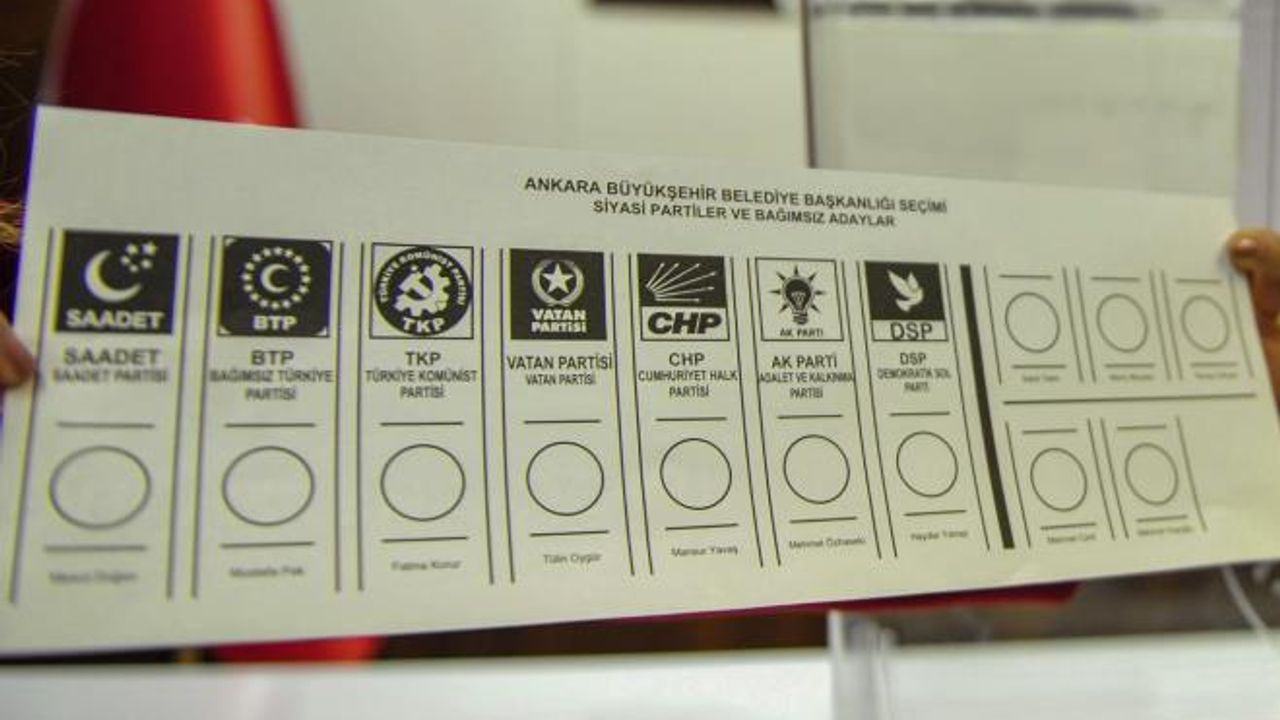 ANKARA BÜYÜKŞEHİR BELEDİYE BAŞKANLIĞI SEÇİMİ
SİYASİ PARTİLER VE BAĞIMSIZ ADAYLAR
SAADET
SAADET
SAADET PARTİSİ
BTP
BTP
BAĞIMSIZ TÜRKİYE
PARTİSİ
Mustafa
TÜRKİYE KOMÜNİST PARTİSİ
TKP
TKP
TÜRKİYE KOMÜNİST
PARTİSİ
Fatma
VATAN
PARTİSİ
VATAN PARTİSİ
VATAN PARTİSİ
Tülin Oygür
CHP
CHP
CUMHURİYET HALK
PARTİSİ
Mansur Yavaş
AK PARTİ
AK PARTİ
ADALET VE KALKINMA
PARTİSİ
Mehmet Özhaseki
DSP
DSP
DEMOKRATİK SOL
PARTİ
Haydar Yılmaz